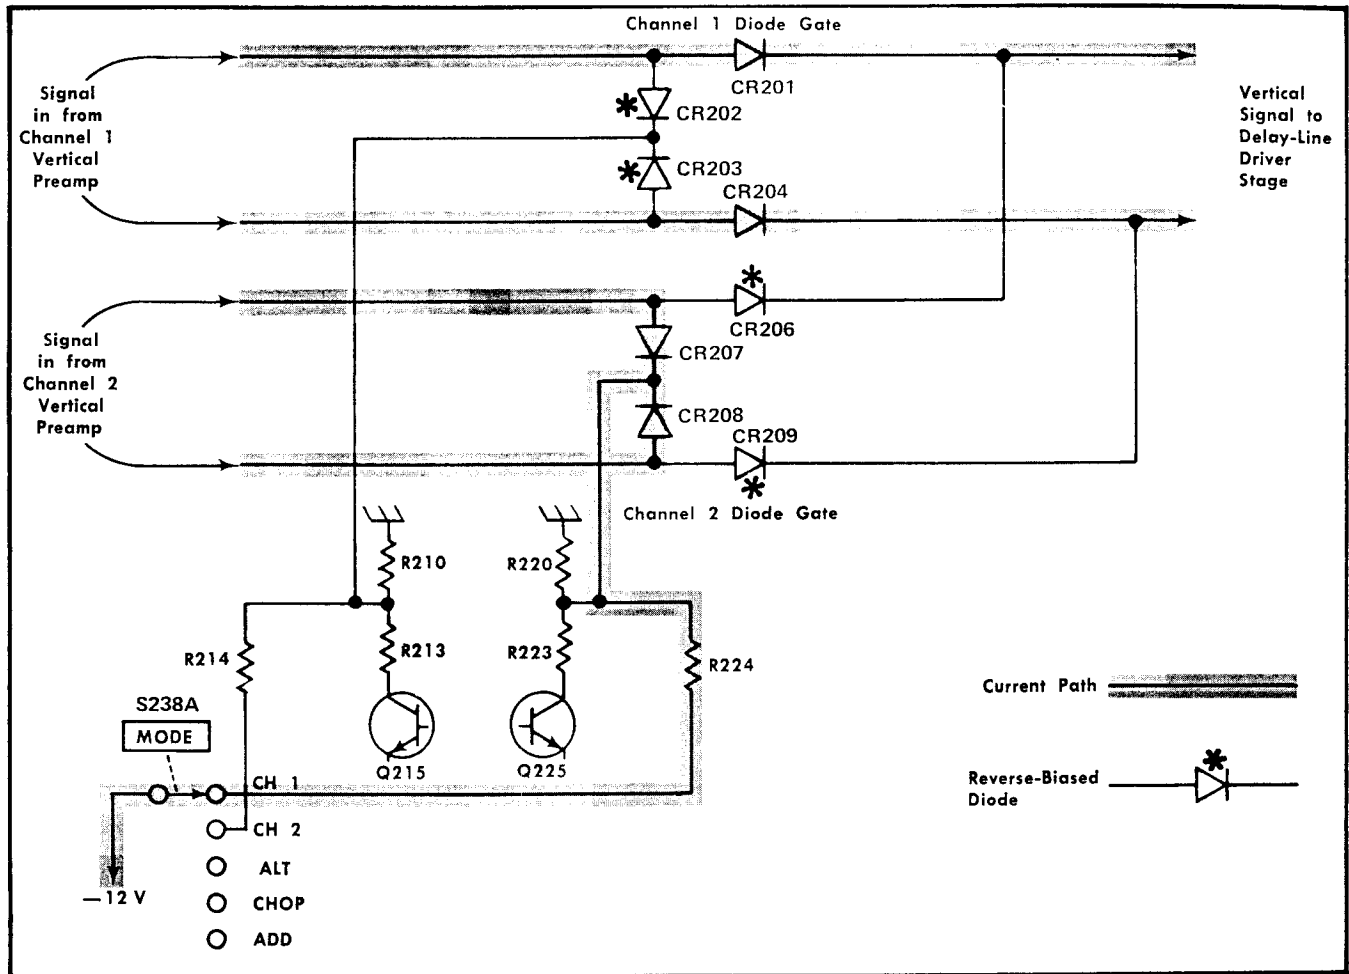 Channel 1 Diode Gate
CR201
Signal
in from
Channel 1
Vertical
Preamp
CR202
CR203
CR204
Vertical
Signal to
Delay-Line
Driver
Stage
CR206
Signal
in from
Channel 2
Vertical
Preamp
CR207
CR208
CR209
Channel 2 Diode Gate
R210
R220
R214
R213
R223
R224
S238A
MODE
Q215
Q225
CH 1
CH 2
ALT
CHOP
ADD
—12 V
Current Path
Reverse-Biased
Diode